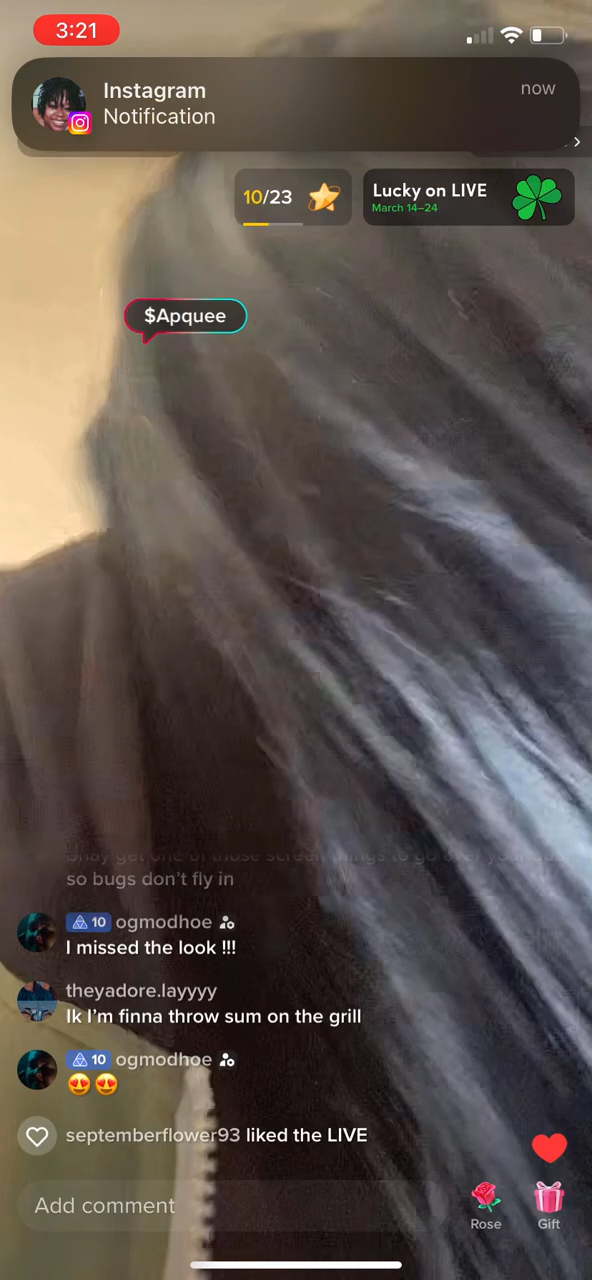 3:21
Instagram
now
Notification
10/23
Lucky on LIVE
March 14–24
$Apquee
so bugs don't fly in
10 ogmodhoe
I missed the look !!!
theyadore.layyyy
Ik I'm finna throw sum on the grill
10 ogmodhoe
😍😍
septemberflower93 liked the LIVE
Add comment
Rose
Gift